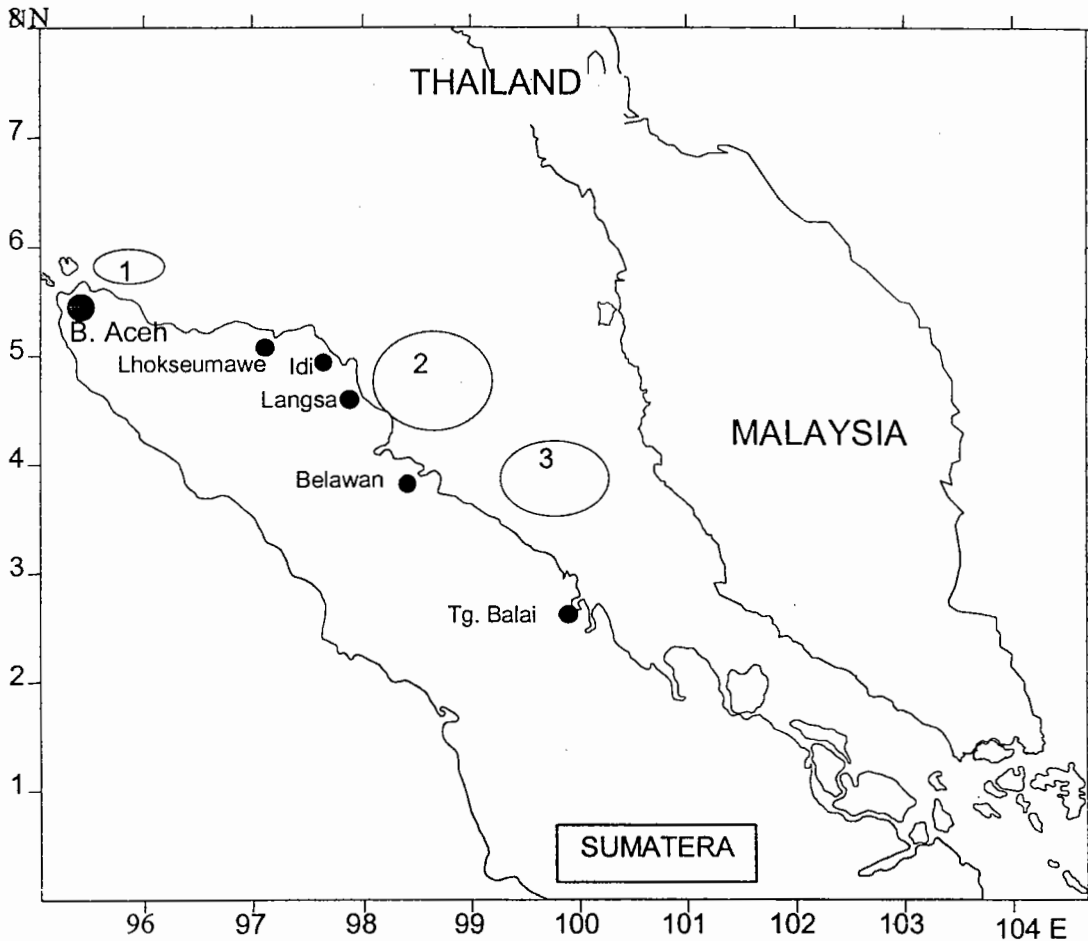 8N
THAILAND
7
6
1
B. Aceh
5
Lhokseumawe
Idi
2
Langsa
MALAYSIA
4
3
Belawan
3
Tg. Balai
2
1
SUMATERA
96 97 98 99 100 101 102 103 104 E